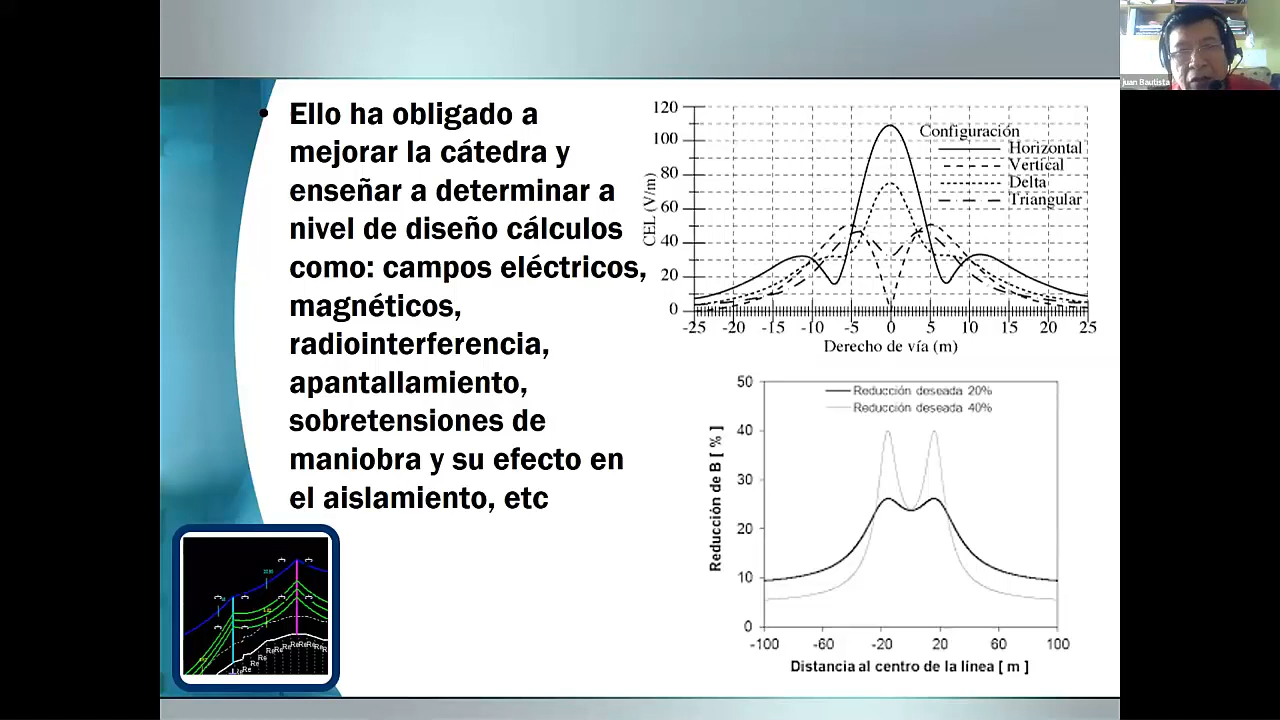 juan Bautista
• Ello ha obligado a
mejorar la cátedra y
enseñar a determinar a
nivel de diseño cálculos
como: campos eléctricos,
magnéticos,
radiointerferencia,
apantallamiento,
sobretensiones de
maniobra y su efecto en
el aislamiento, etc
CEL (V/m)
120
100
80
60
40
20
0
Configuración
Horizontal
Vertical
Delta
Triangular
-25 -20 -15 -10 -5 0 5 10 15 20 25
Derecho de vía (m)
Reducción de B [ % ]
50
40
30
20
10
0
Reducción deseada 20%
Reducción deseada 40%
-100 -60 -20 20 60 100
Distancia al centro de la línea [ m ]